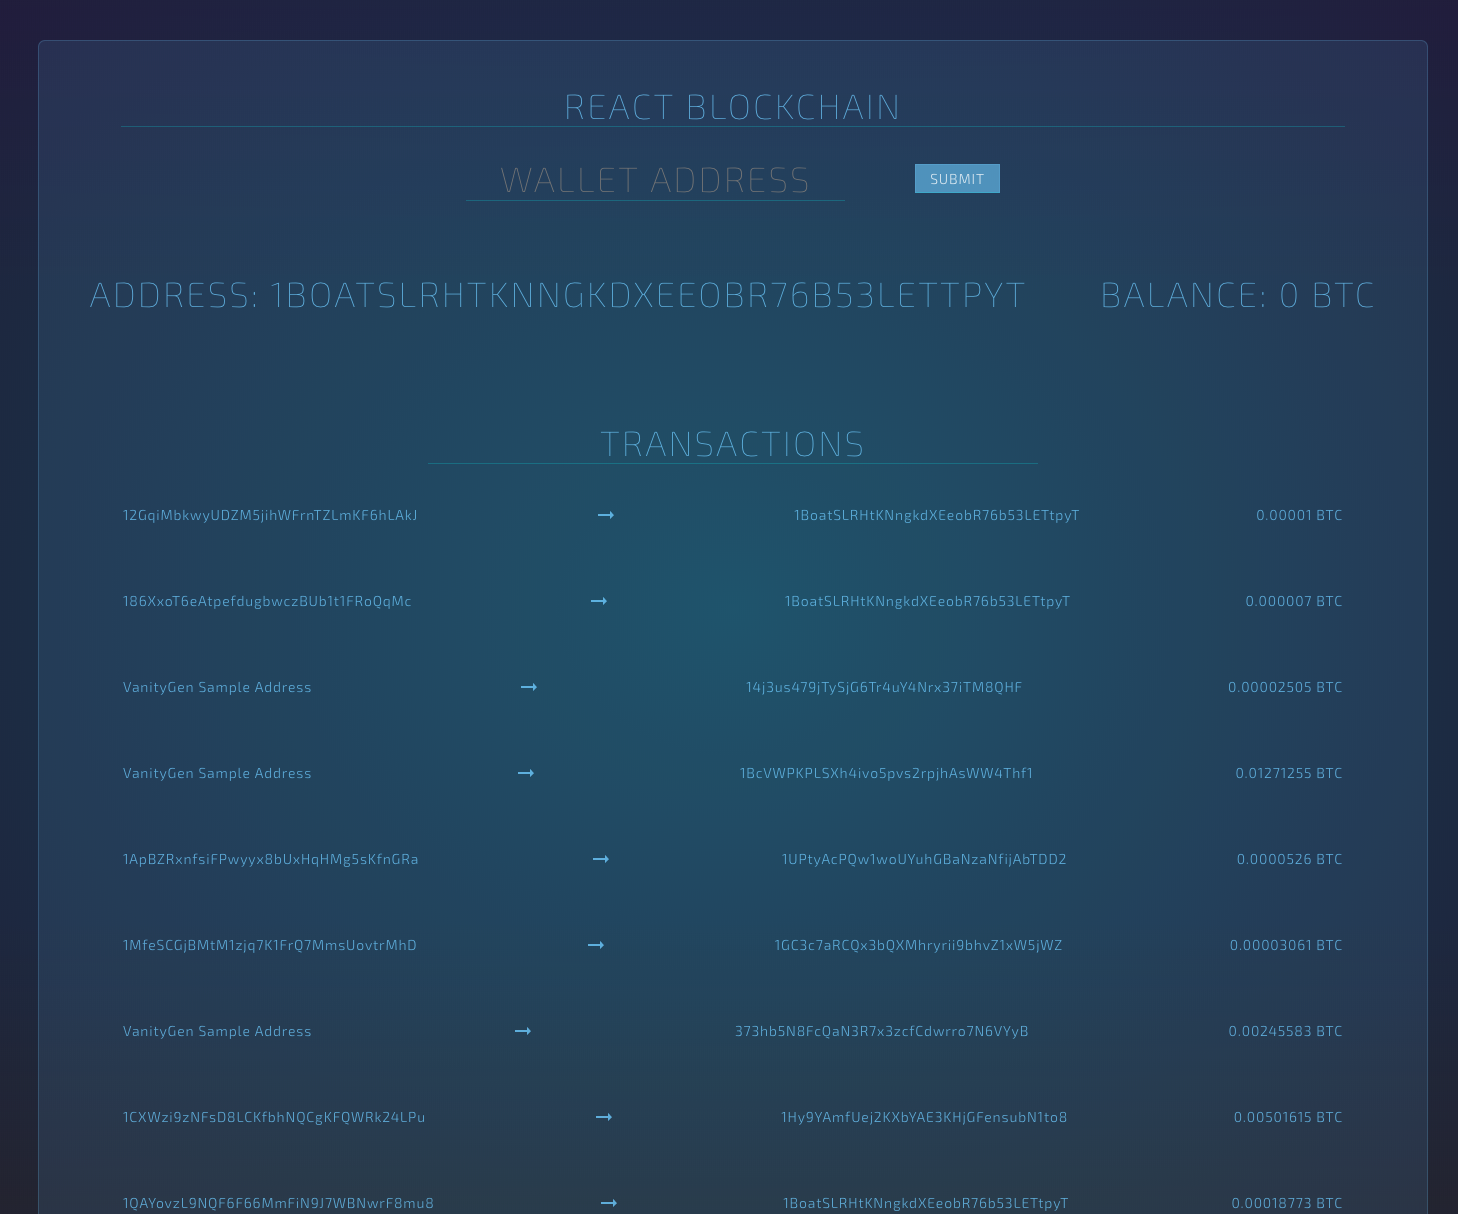 REACT BLOCKCHAIN
WALLET ADDRESS SUBMIT
ADDRESS: 1BOATSLRHTKNNGKDXEEOBR76B53LETTPYT BALANCE: 0 BTC
TRANSACTIONS
12GqiMbkwyUDZM5jihWFrnTZLmKF6hLAkJ 1BoatSLRHtKNngkdXEeobR76b53LETtpyT 0.00001 BTC
186XxoT6eAtpefdugbwczBUb1t1FRoQqMc 1BoatSLRHtKNngkdXEeobR76b53LETtpyT 0.000007 BTC
VanityGen Sample Address 14j3us479jTySjG6Tr4uY4Nrx37iTM8QHF 0.00002505 BTC
VanityGen Sample Address 1BcVWPKPLSXh4ivo5pvs2rpjhAsWW4Thf1 0.01271255 BTC
1ApBZRxnfsiFPwyyx8bUxHqHMg5sKfnGRa 1UPtyAcPQw1woUYuhGBaNzaNfijAbTDD2 0.0000526 BTC
1MfeSCGjBMtM1zjq7K1FrQ7MmsUovtrMhD 1GC3c7aRCQx3bQXMhryrii9bhvZ1xW5jWZ 0.00003061 BTC
VanityGen Sample Address 373hb5N8FcQaN3R7x3zcfCdwrro7N6VYyB 0.00245583 BTC
1CXWzi9zNFsD8LCKfbhNQCgKFQWRk24LPu 1Hy9YAmfUej2KXbYAE3KHjGFensubN1to8 0.00501615 BTC
1QAYovzL9NQF6F66MmFiN9J7WBNwrF8mu8 1BoatSLRHtKNngkdXEeobR76b53LETtpyT 0.00018773 BTC